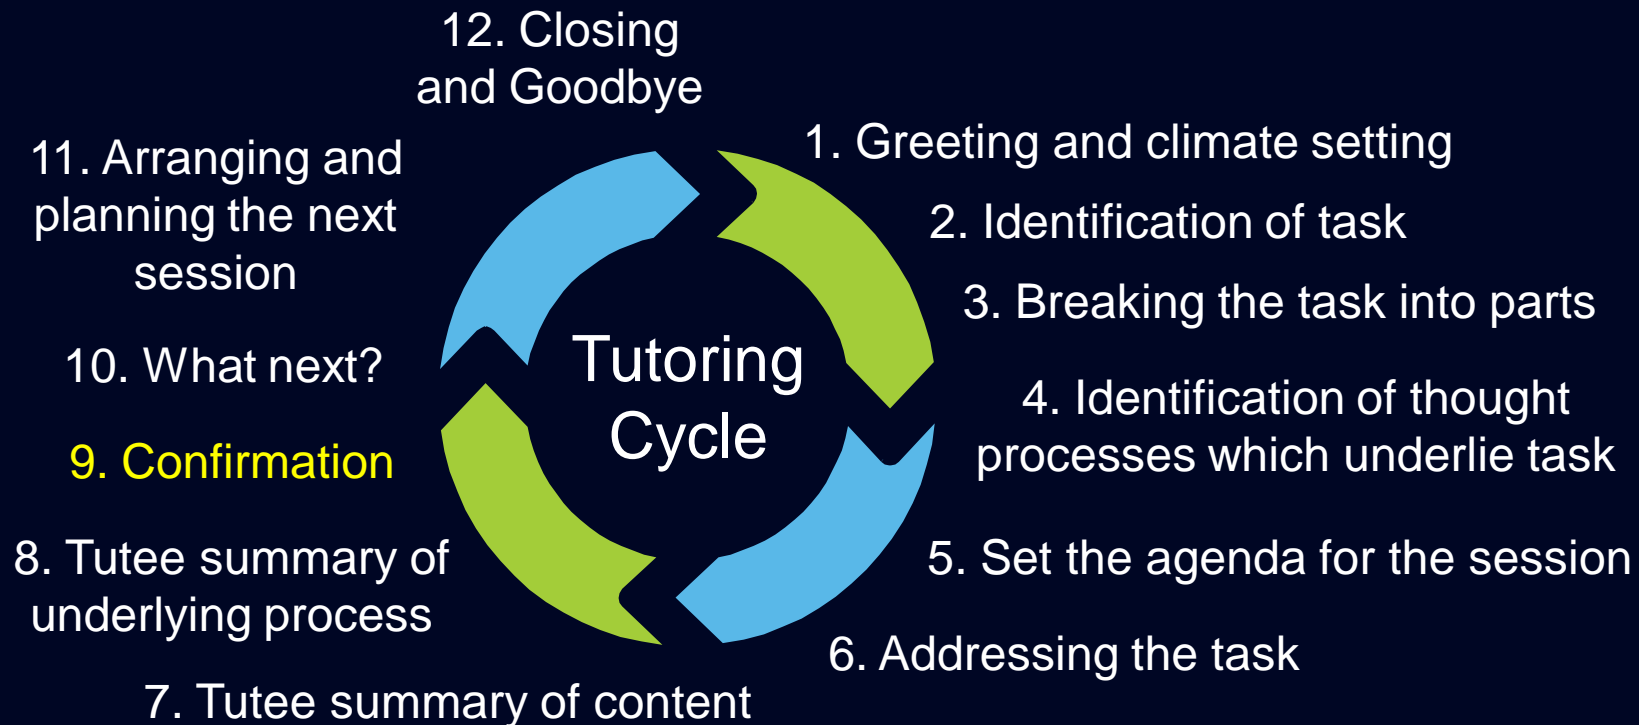 12. Closing
and Goodbye
1. Greeting and climate setting
2. Identification of task
3. Breaking the task into parts
4. Identification of thought
processes which underlie task
5. Set the agenda for the session
6. Addressing the task
7. Tutee summary of content
8. Tutee summary of
underlying process
9. Confirmation
10. What next?
11. Arranging and
planning the next
session
Tutoring
Cycle